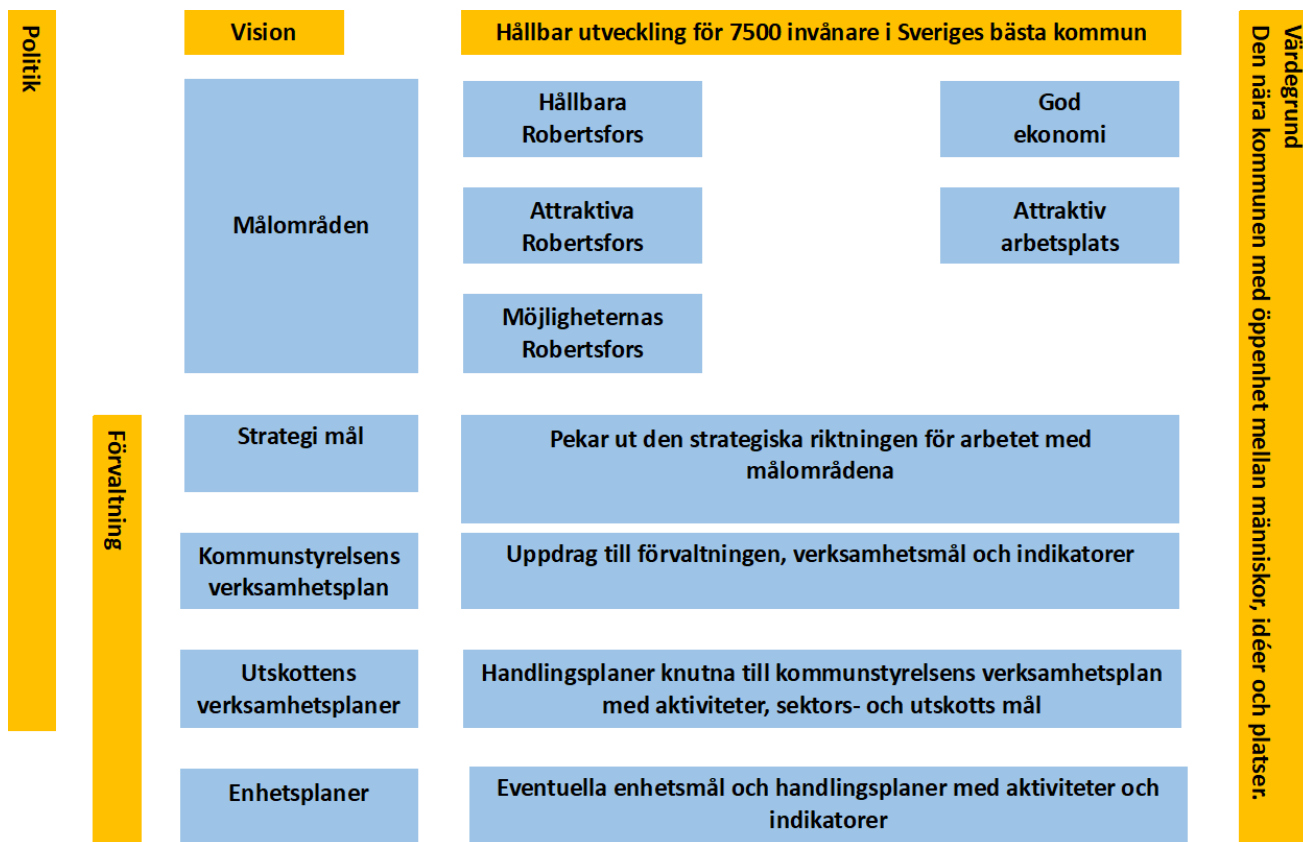 Politik
Vision
Hållbar utveckling för 7500 invånare i Sveriges bästa kommun
Målområden
Hållbara
Robertsfors
God
ekonomi
Attraktiva
Robertsfors
Attraktiv
arbetsplats
Möjligheternas
Robertsfors
Förvaltning
Strategi mål
Pekar ut den strategiska riktningen för arbetet med
målområdena
Kommunstyrelsens
verksamhetsplan
Uppdrag till förvaltningen, verksamhetsmål och indikatorer
Utskottens
verksamhetsplaner
Handlingsplaner knutna till kommunstyrelsens verksamhetsplan
med aktiviteter, sektors- och utskotts mål
Enhetsplaner
Eventuella enhetsmål och handlingsplaner med aktiviteter och
indikatorer
Värdegrund
Den nära kommunen med öppenhet mellan människor, idéer och platser.